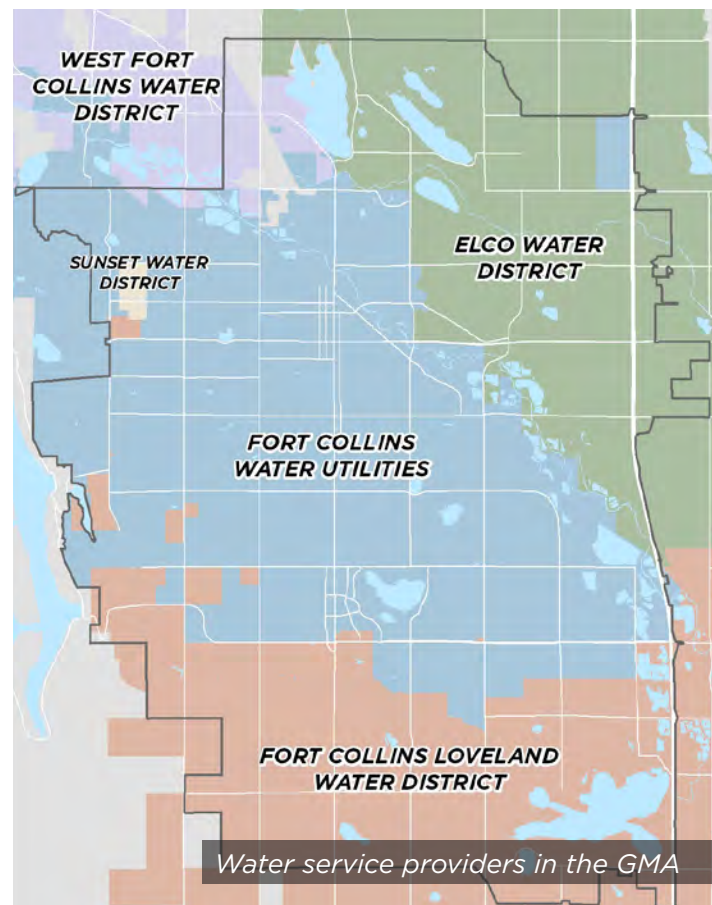 WEST FORT
COLLINS WATER
DISTRICT
SUNSET WATER
DISTRICT
ELCO WATER
DISTRICT
FORT COLLINS
WATER UTILITIES
FORT COLLINS LOVELAND
WATER DISTRICT
Water service providers in the GMA